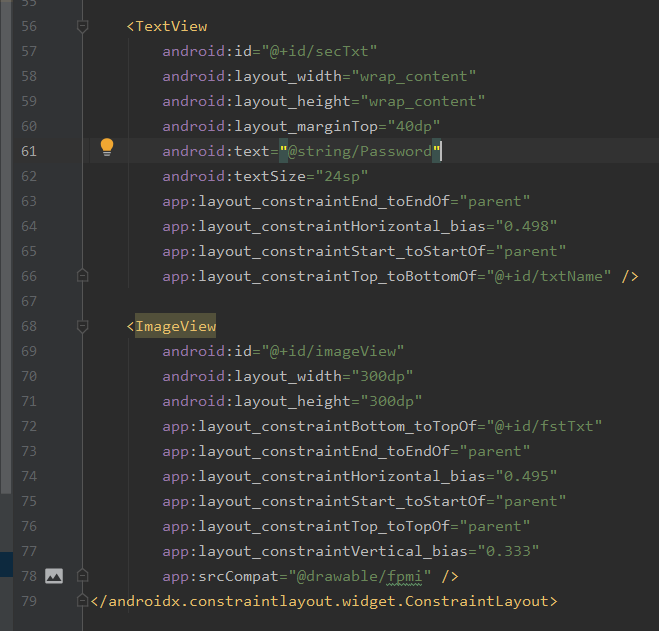 55
56 <TextView
57 android:id="@+id/secTxt"
58 android:layout_width="wrap_content"
59 android:layout_height="wrap_content"
60 android:layout_marginTop="40dp"
61 android:text="@string/Password"
62 android:textSize="24sp"
63 app:layout_constraintEnd_toEndOf="parent"
64 app:layout_constraintHorizontal_bias="0.498"
65 app:layout_constraintStart_toStartOf="parent"
66 app:layout_constraintTop_toBottomOf="@+id/txtName" />
67
68 <ImageView
69 android:id="@+id/imageView"
70 android:layout_width="300dp"
71 android:layout_height="300dp"
72 app:layout_constraintBottom_toTopOf="@+id/fstTxt"
73 app:layout_constraintEnd_toEndOf="parent"
74 app:layout_constraintHorizontal_bias="0.495"
75 app:layout_constraintStart_toStartOf="parent"
76 app:layout_constraintTop_toTopOf="parent"
77 app:layout_constraintVertical_bias="0.333"
78 app:srcCompat="@drawable/fpmi" />
79 </androidx.constraintlayout.widget.ConstraintLayout>